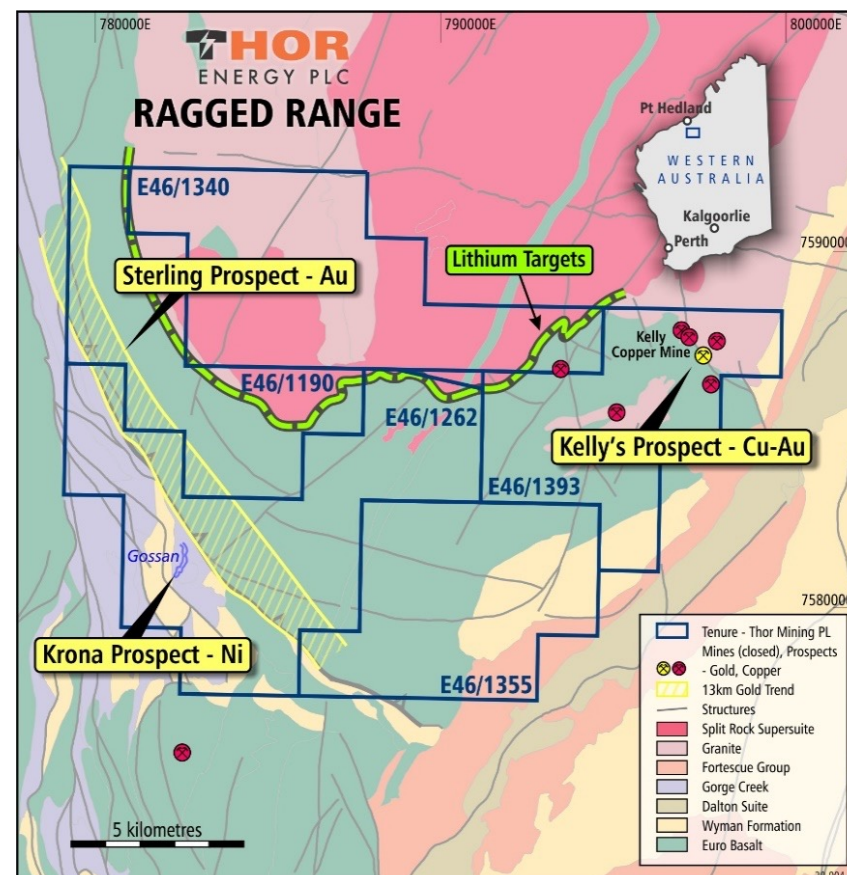 780000E
790000E
800000E
THOR
ENERGY PLC
RAGGED RANGE
Pt Hedland
WESTERN
AUSTRALIA
Kalgoorlie
Perth
E46/1340
7590000
Lithium Targets
Sterling Prospect - Au
Kelly
Copper Mine
E46/1190
E46/1262
Kelly's Prospect - Cu-Au
E46/1393
Gossan
7580000
Krona Prospect - Ni
E46/1355
Tenure - Thor Mining PL
Mines (closed), Prospects
- Gold, Copper
13km Gold Trend
Structures
Split Rock Supersuite
Granite
Fortescue Group
Gorge Creek
Dalton Suite
Wyman Formation
Euro Basalt
5 kilometres